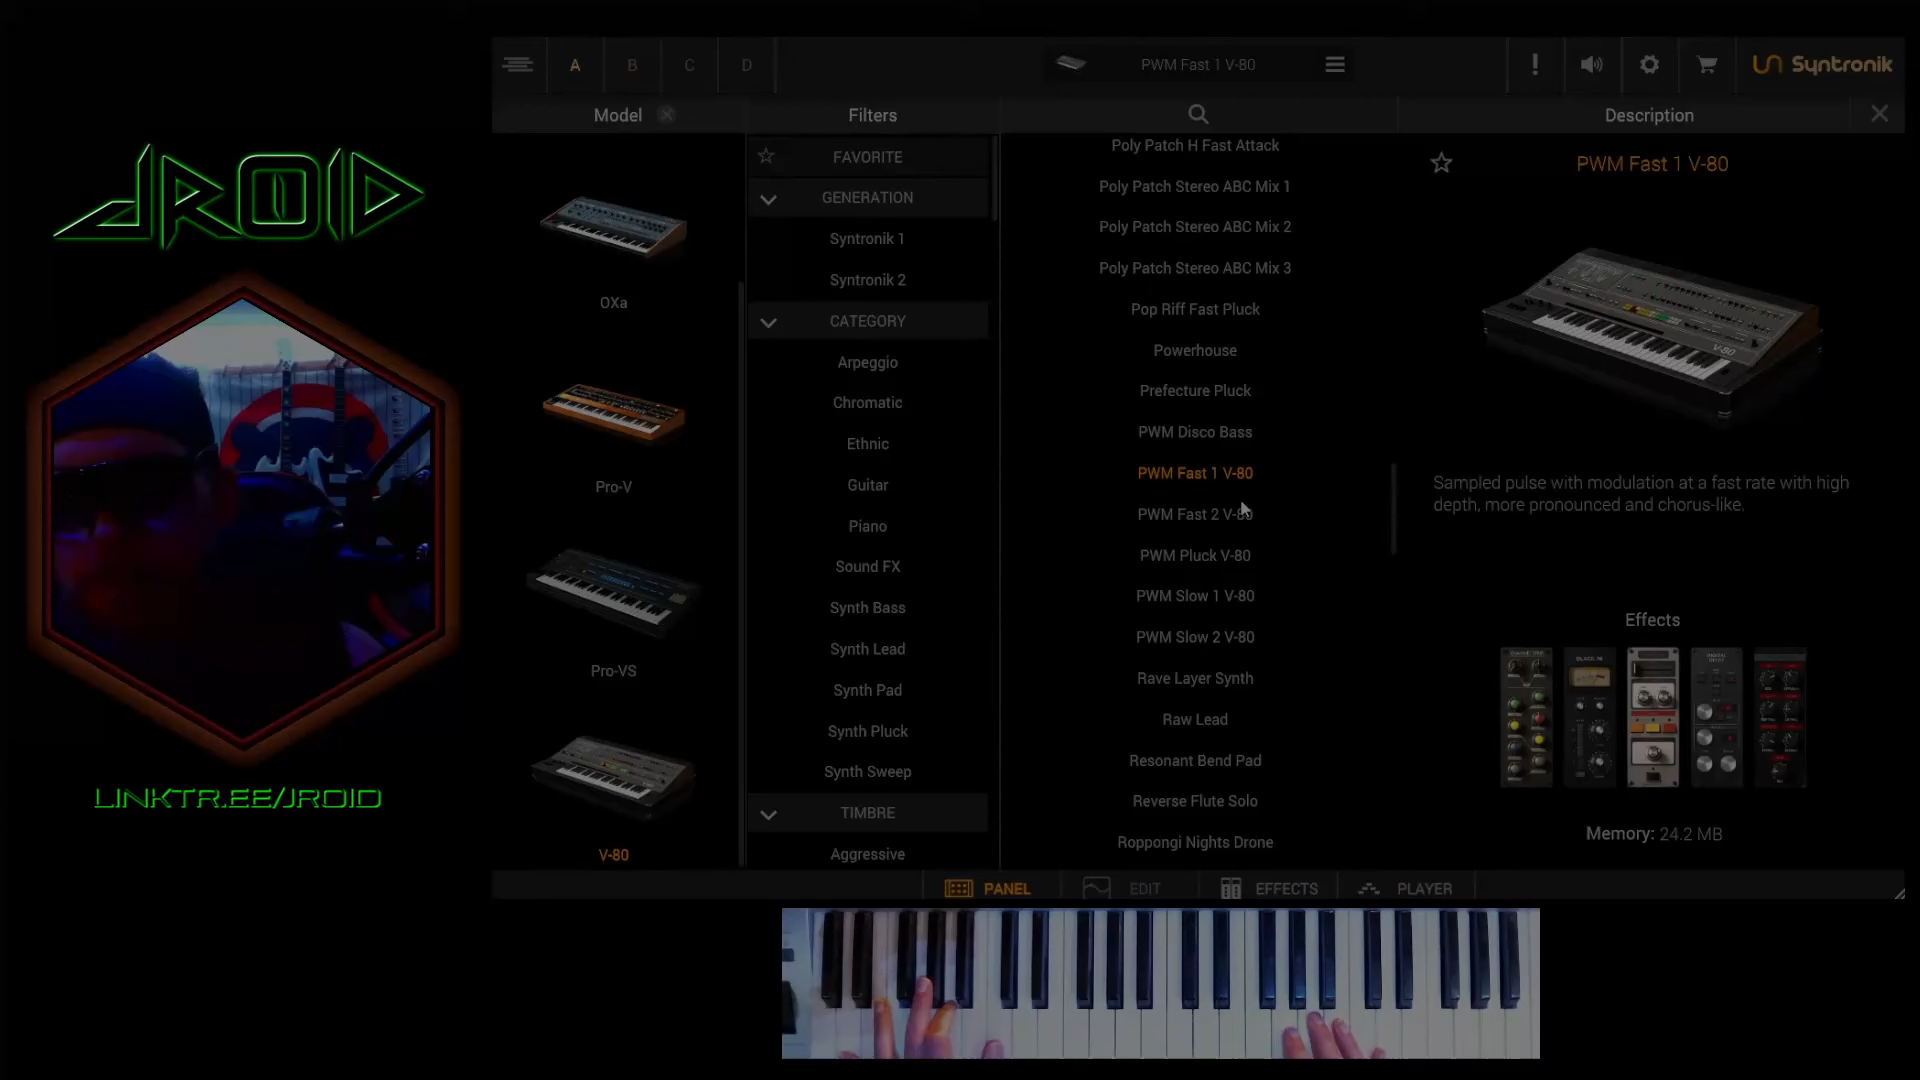 JROID
LINKTR.EE/JROID
A
B
C
D
PWM Fast 1 V-80
Syntronik
Model
Filters
Description
OXa
Pro-V
Pro-VS
V-80
FAVORITE
GENERATION
Syntronik 1
Syntronik 2
CATEGORY
Arpeggio
Chromatic
Ethnic
Guitar
Piano
Sound FX
Synth Bass
Synth Lead
Synth Pad
Synth Pluck
Synth Sweep
TIMBRE
Aggressive
Poly Patch H Fast Attack
Poly Patch Stereo ABC Mix 1
Poly Patch Stereo ABC Mix 2
Poly Patch Stereo ABC Mix 3
Pop Riff Fast Pluck
Powerhouse
Prefecture Pluck
PWM Disco Bass
PWM Fast 1 V-80
PWM Fast 2 V-80
PWM Pluck V-80
PWM Slow 1 V-80
PWM Slow 2 V-80
Rave Layer Synth
Raw Lead
Resonant Bend Pad
Reverse Flute Solo
Roppongi Nights Drone
PWM Fast 1 V-80
V-80
Sampled pulse with modulation at a fast rate with high
depth, more pronounced and chorus-like.
Effects
Memory: 24.2 MB
PANEL
EDIT
EFFECTS
PLAYER